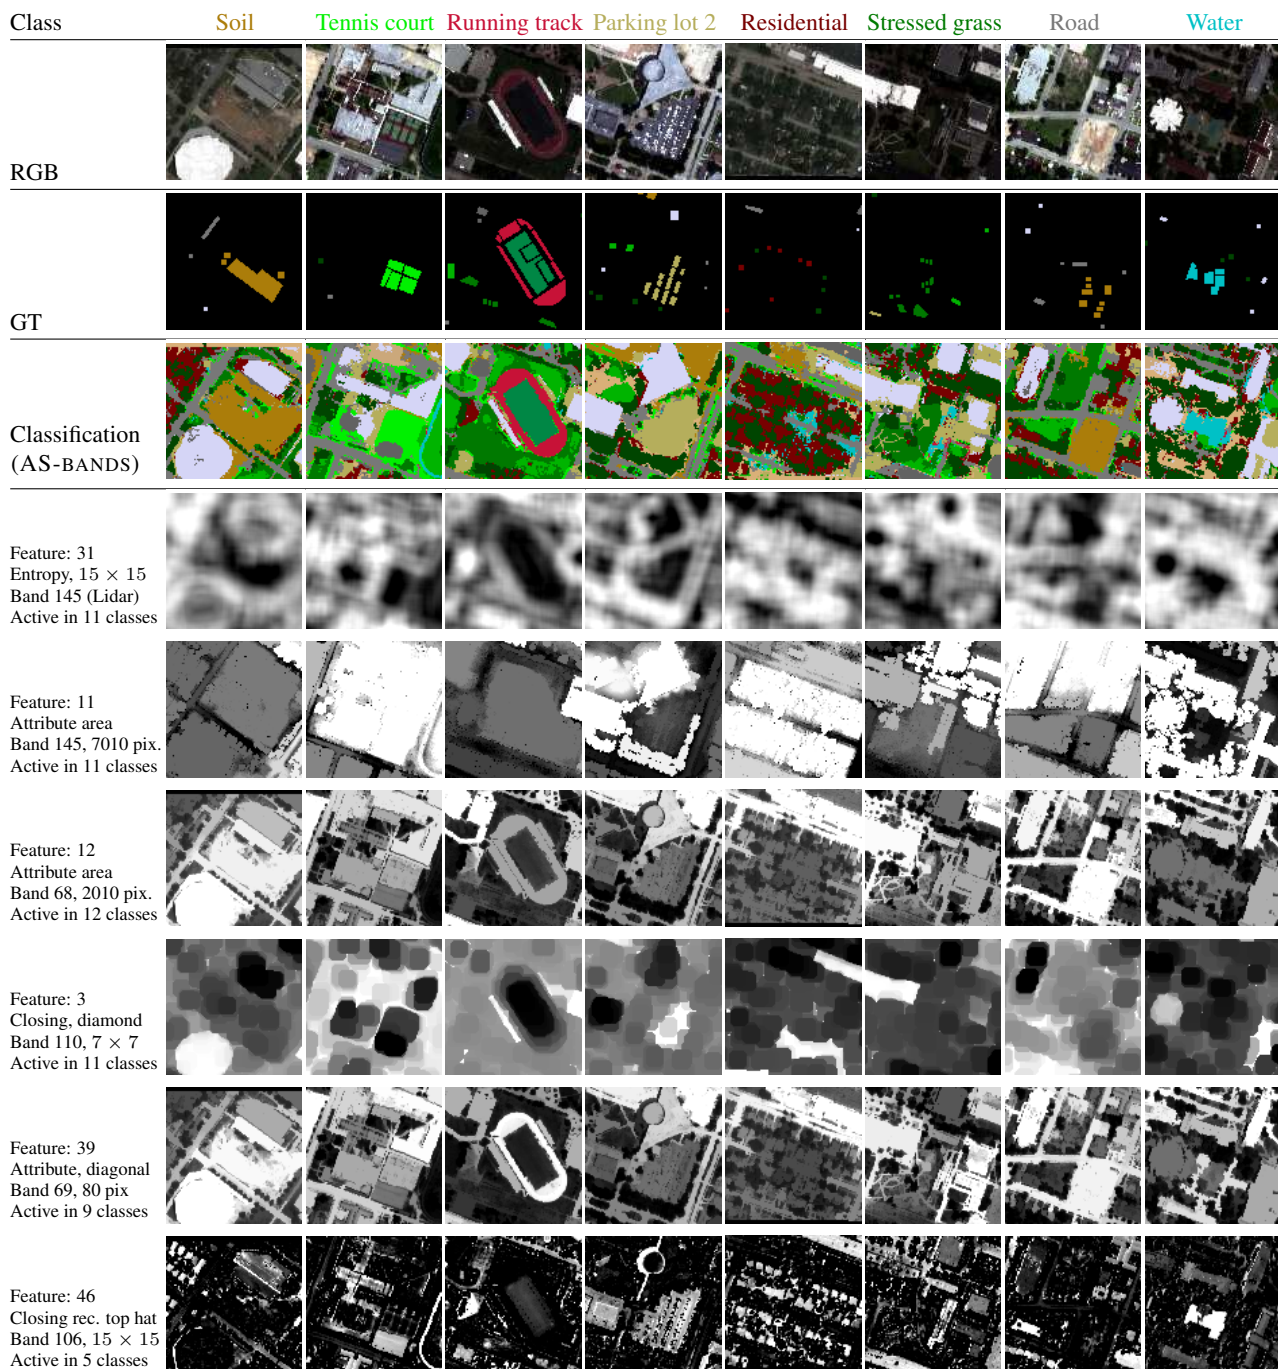 Class Soil Tennis court Running track Parking lot 2 Residential Stressed grass Road Water
RGB
GT
Classification
(AS-BANDS)
Feature: 31
Entropy, 15 × 15
Band 145 (Lidar)
Active in 11 classes
Feature: 11
Attribute area
Band 145, 7010 pix.
Active in 11 classes
Feature: 12
Attribute area
Band 68, 2010 pix.
Active in 12 classes
Feature: 3
Closing, diamond
Band 110, 7 × 7
Active in 11 classes
Feature: 39
Attribute, diagonal
Band 69, 80 pix
Active in 9 classes
Feature: 46
Closing rec. top hat
Band 106, 15 × 15
Active in 5 classes